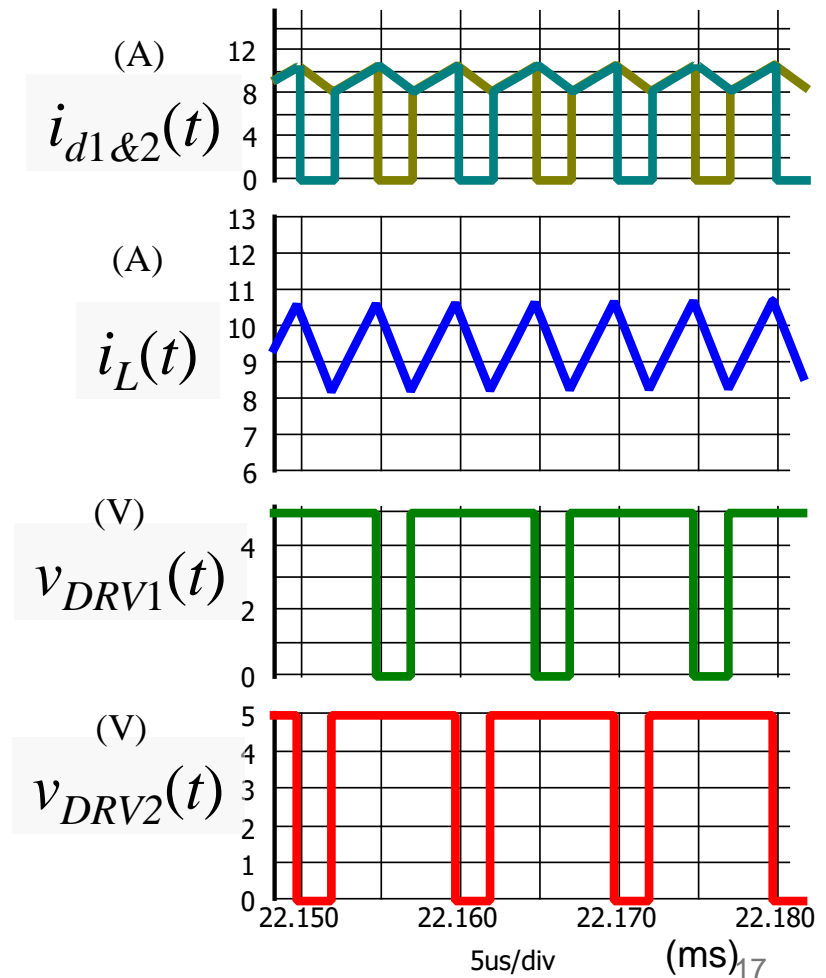 (A)
i_{d1&2}(t)
12
8
4
0
(A)
i_L(t)
13
12
11
10
9
8
7
6
(V)
v_{DRV1}(t)
4
2
0
(V)
v_{DRV2}(t)
5
4
3
2
1
0
22.150 22.160 22.170 22.180
5us/div (ms) 17